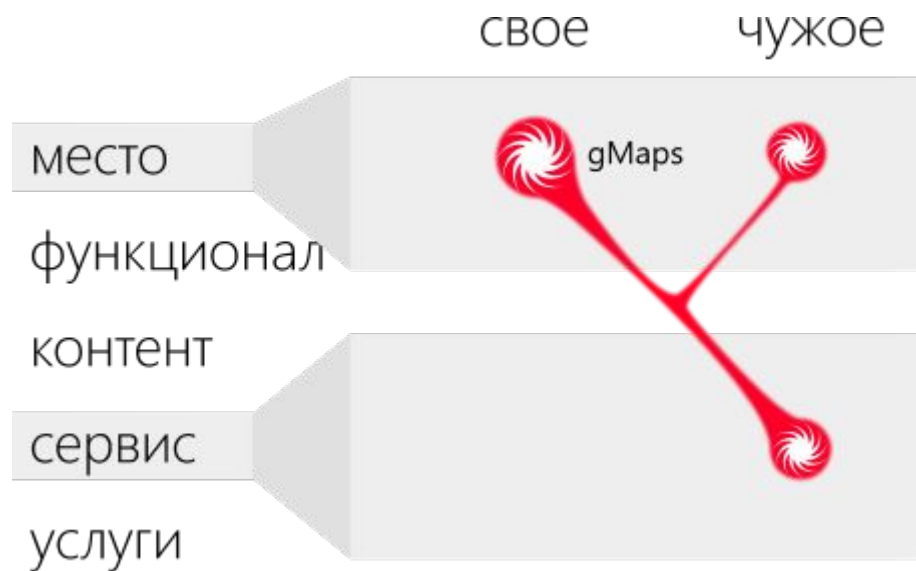 свое чужое
место
gMaps
функционал
контент
сервис
услуги